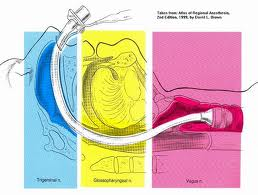 Taken from: Atlas of Regional Anesthesia,
2nd Edition, 1999, by David L. Brown
Trigeminal n.
Glossopharyngeal n.
Vagus n.